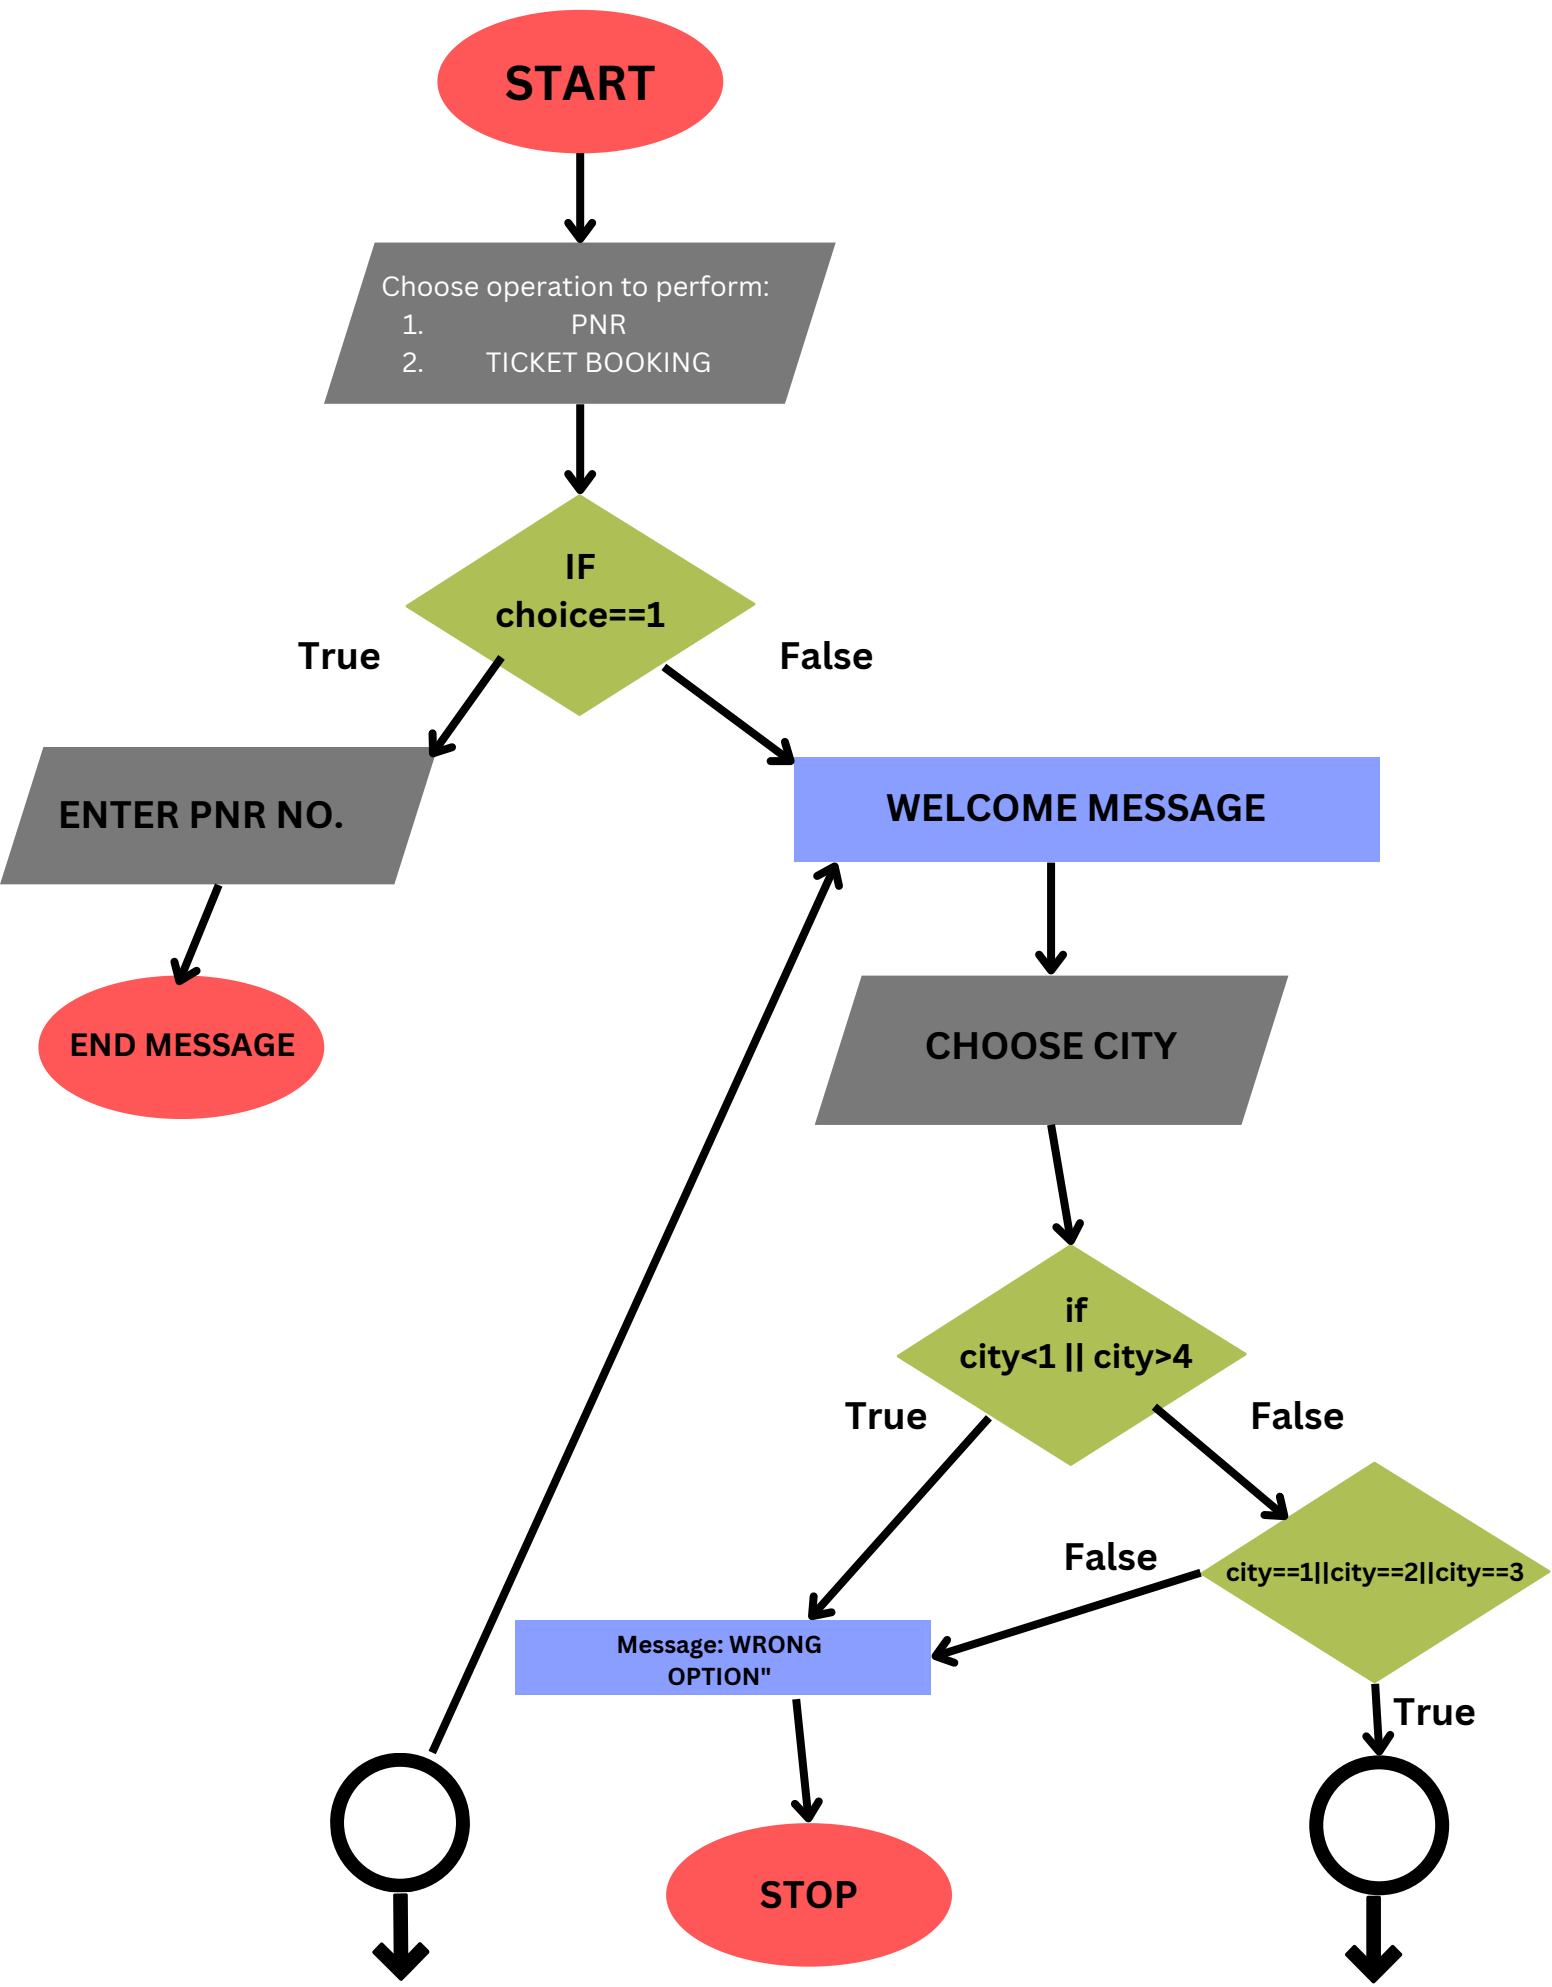 START
Choose operation to perform:
1. PNR
2. TICKET BOOKING
IF
choice==1
True
False
ENTER PNR NO.
WELCOME MESSAGE
END MESSAGE
CHOOSE CITY
if
city<1 || city>4
True
False
False
city==1||city==2||city==3
Message: WRONG
OPTION"
True
STOP